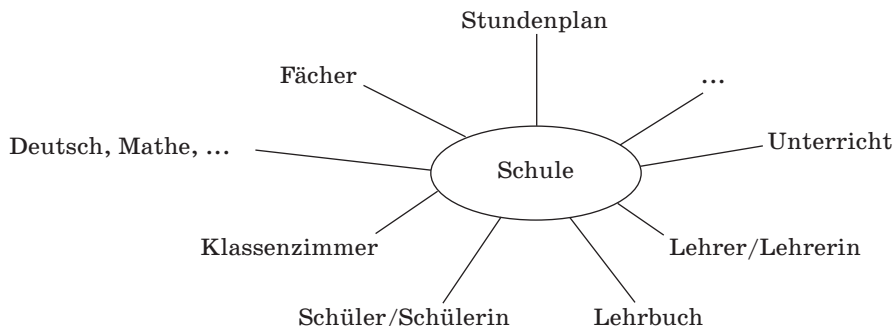 Stundenplan
Fächer
...
Deutsch, Mathe, ...
Unterricht
Schule
Klassenzimmer
Lehrer/Lehrerin
Schüler/Schülerin
Lehrbuch